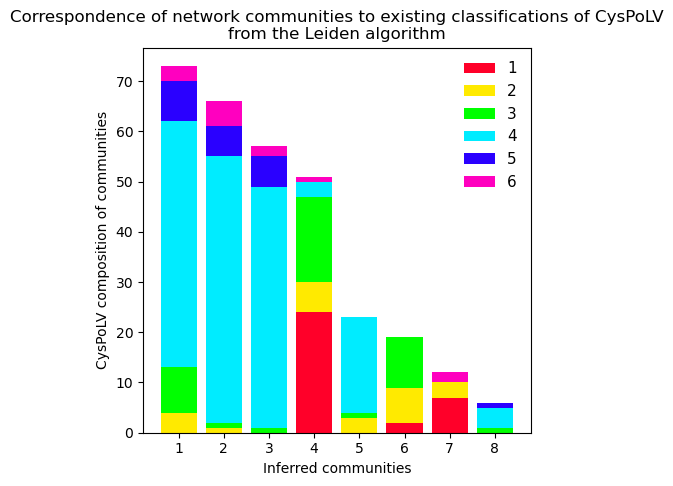 Correspondence of network communities to existing classifications of CysPoLV
from the Leiden algorithm
CysPoLV composition of communities
70
60
50
40
30
20
10
0
1
2
3
4
5
6
1 2 3 4 5 6 7 8
Inferred communities